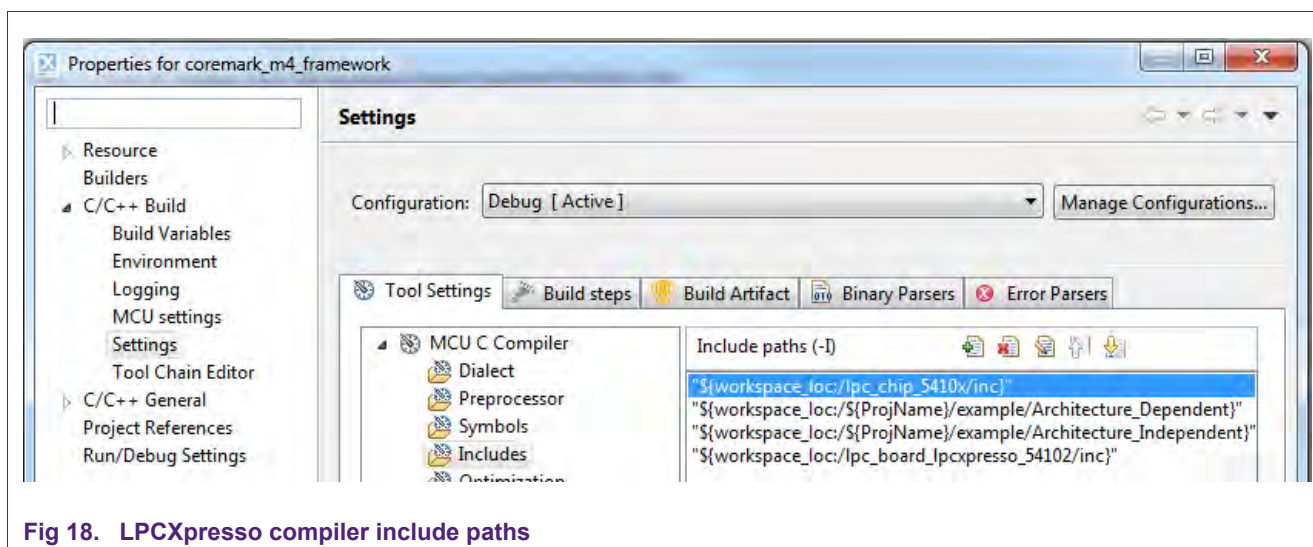 Properties for coremark_m4_framework
Settings
Resource
Builders
C/C++ Build
Build Variables
Environment
Logging
MCU settings
Settings
Tool Chain Editor
C/C++ General
Project References
Run/Debug Settings
Configuration: Debug [ Active ] Manage Configurations...
Tool Settings Build steps Build Artifact Binary Parsers Error Parsers
MCU C Compiler
Dialect
Preprocessor
Symbols
Includes
Optimization
Include paths (-I)
"${workspace_loc:/lpc_chip_5410x/inc}"
"${workspace_loc:/${ProjName}/example/Architecture_Dependent}"
"${workspace_loc:/${ProjName}/example/Architecture_Independent}"
"${workspace_loc:/lpc_board_lpcxpresso_54102/inc}"
Fig 18. LPCXpresso compiler include paths